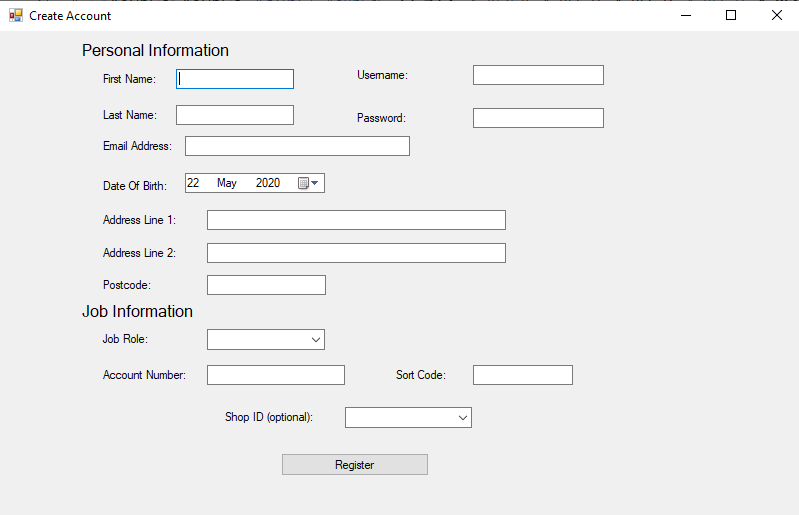 Create Account
Personal Information
First Name:
Username:
Last Name:
Password:
Email Address:
Date Of Birth: 22 May 2020
Address Line 1:
Address Line 2:
Postcode:
Job Information
Job Role:
Account Number: Sort Code:
Shop ID (optional):
Register